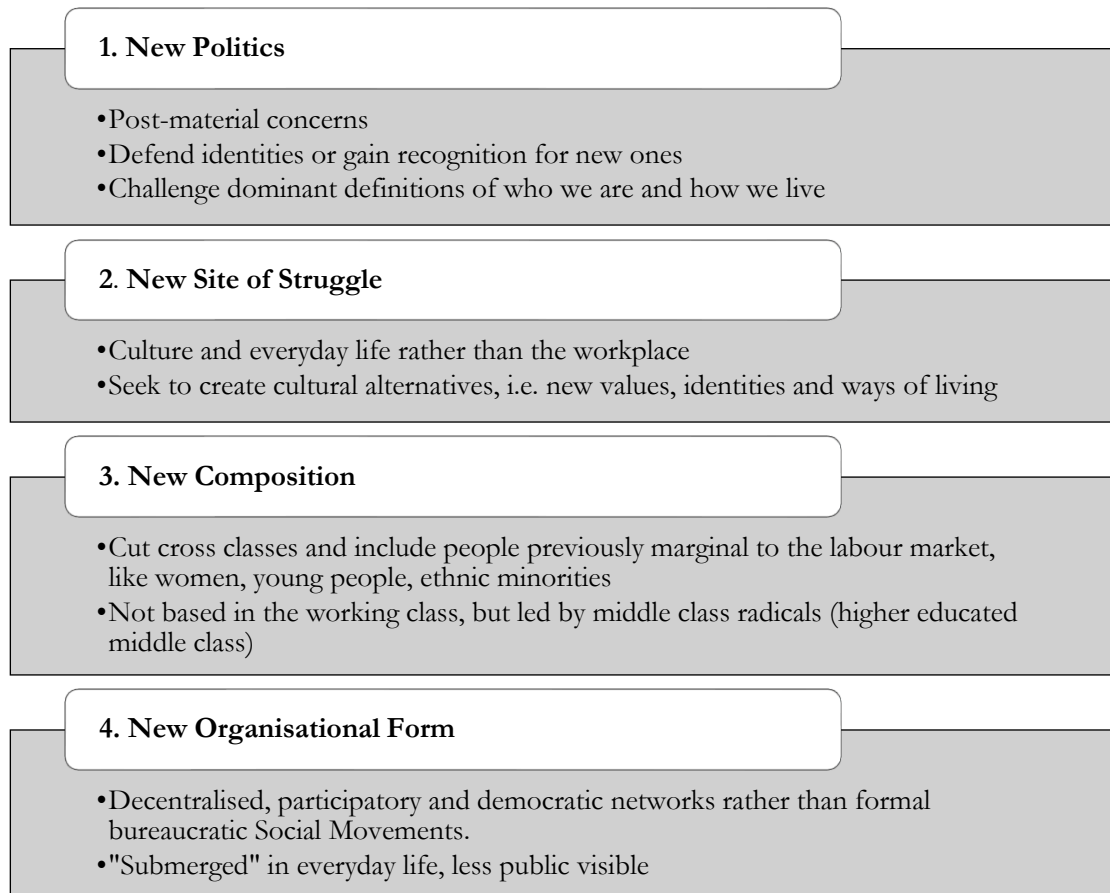 1. New Politics
•Post-material concerns
•Defend identities or gain recognition for new ones
•Challenge dominant definitions of who we are and how we live
2. New Site of Struggle
•Culture and everyday life rather than the workplace
•Seek to create cultural alternatives, i.e. new values, identities and ways of living
3. New Composition
•Cut cross classes and include people previously marginal to the labour market,
like women, young people, ethnic minorities
•Not based in the working class, but led by middle class radicals (higher educated
middle class)
4. New Organisational Form
•Decentralised, participatory and democratic networks rather than formal
bureaucratic Social Movements.
•"Submerged" in everyday life, less public visible